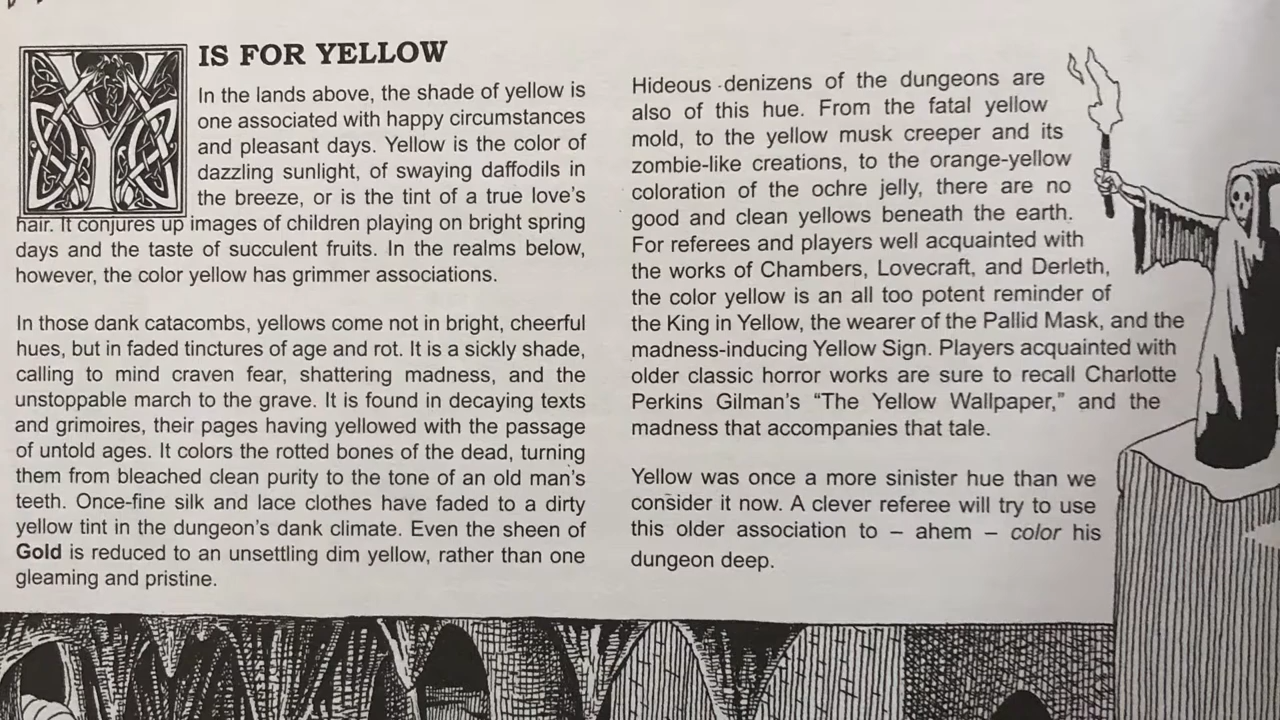 Y IS FOR YELLOW
In the lands above, the shade of yellow is
one associated with happy circumstances
and pleasant days. Yellow is the color of
dazzling sunlight, of swaying daffodils in
the breeze, or is the tint of a true love's
hair. It conjures up images of children playing on bright spring
days and the taste of succulent fruits. In the realms below,
however, the color yellow has grimmer associations.
In those dank catacombs, yellows come not in bright, cheerful
hues, but in faded tinctures of age and rot. It is a sickly shade,
calling to mind craven fear, shattering madness, and the
unstoppable march to the grave. It is found in decaying texts
and grimoires, their pages having yellowed with the passage
of untold ages. It colors the rotted bones of the dead, turning
them from bleached clean purity to the tone of an old man's
teeth. Once-fine silk and lace clothes have faded to a dirty
yellow tint in the dungeon's dank climate. Even the sheen of
Gold is reduced to an unsettling dim yellow, rather than one
gleaming and pristine.
Hideous denizens of the dungeons are
also of this hue. From the fatal yellow
mold, to the yellow musk creeper and its
zombie-like creations, to the orange-yellow
coloration of the ochre jelly, there are no
good and clean yellows beneath the earth.
For referees and players well acquainted with
the works of Chambers, Lovecraft, and Derleth,
the color yellow is an all too potent reminder of
the King in Yellow, the wearer of the Pallid Mask, and the
madness-inducing Yellow Sign. Players acquainted with
older classic horror works are sure to recall Charlotte
Perkins Gilman's “The Yellow Wallpaper,” and the
madness that accompanies that tale.
Yellow was once a more sinister hue than we
consider it now. A clever referee will try to use
this older association to – ahem – color his
dungeon deep.